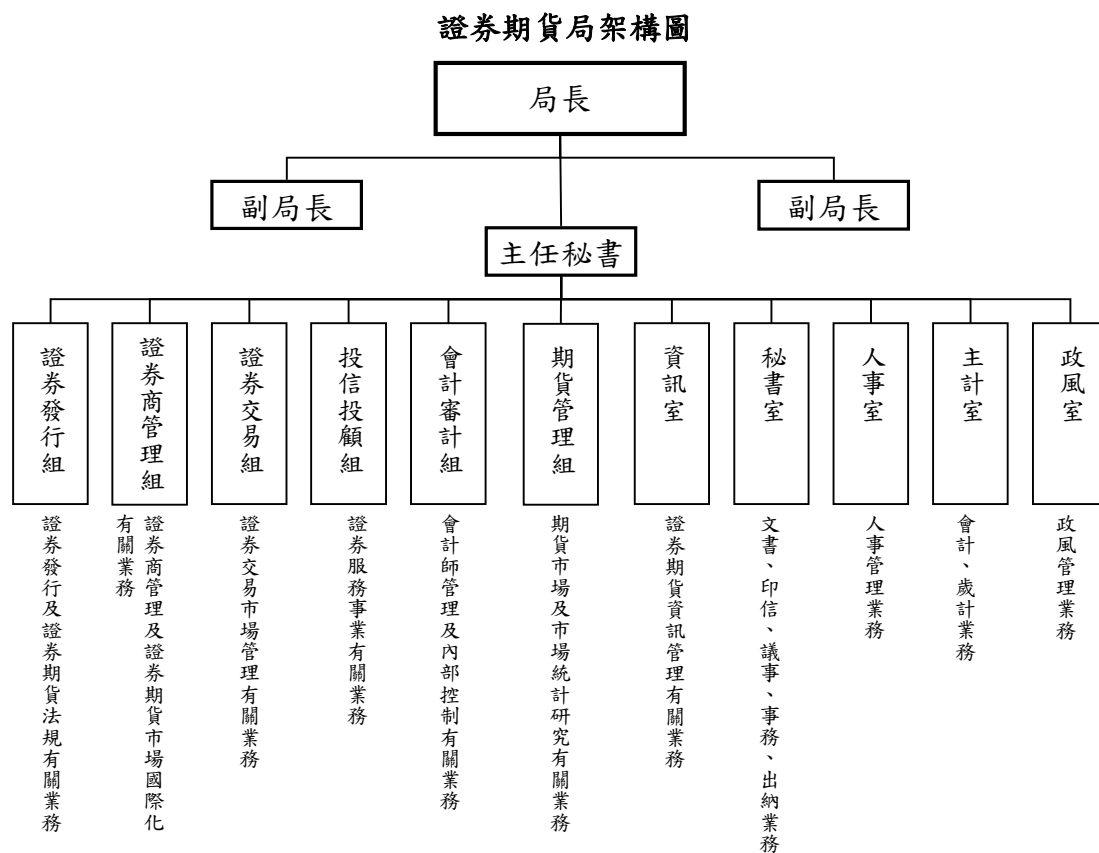 證券期貨局架構圖
局長
副局長
副局長
主任秘書
證券發行組
證券商管理組
證券交易組
投信投顧組
會計審計組
期貨管理組
資訊室
秘書室
人事室
主計室
政風室
證券發行及證券期貨法規有關業務
證券商管理及證券期貨市場國際化
有關業務
證券交易市場管理有關業務
證券服務事業有關業務
會計師管理及內部控制有關業務
期貨市場及市場統計研究有關業務
證券期貨資訊管理有關業務
文書、印信、議事、事務、出納業務
人事管理業務
會計、歲計業務
政風管理業務